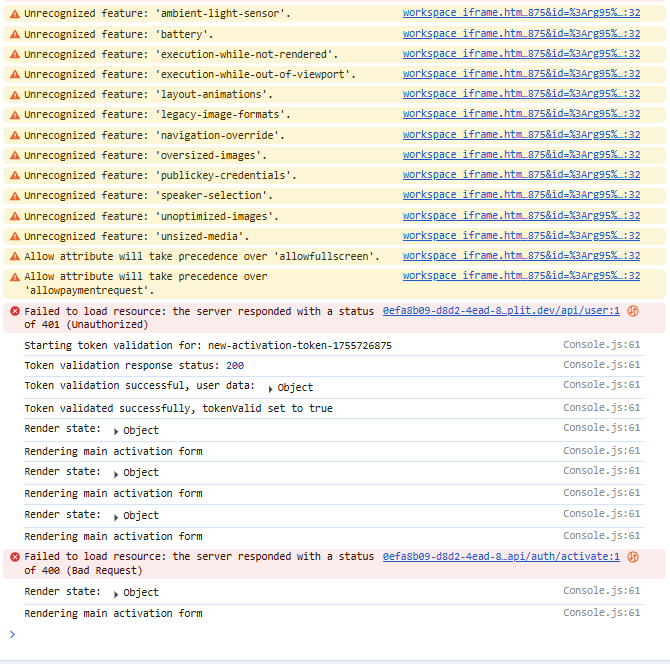 Unrecognized feature: 'ambient-light-sensor'. workspace_iframe.htm…875&id=%3Arg95%…:32
Unrecognized feature: 'battery'. workspace_iframe.htm…875&id=%3Arg95%…:32
Unrecognized feature: 'execution-while-not-rendered'. workspace_iframe.htm…875&id=%3Arg95%…:32
Unrecognized feature: 'execution-while-out-of-viewport'. workspace_iframe.htm…875&id=%3Arg95%…:32
Unrecognized feature: 'layout-animations'. workspace_iframe.htm…875&id=%3Arg95%…:32
Unrecognized feature: 'legacy-image-formats'. workspace_iframe.htm…875&id=%3Arg95%…:32
Unrecognized feature: 'navigation-override'. workspace_iframe.htm…875&id=%3Arg95%…:32
Unrecognized feature: 'oversized-images'. workspace_iframe.htm…875&id=%3Arg95%…:32
Unrecognized feature: 'publickey-credentials'. workspace_iframe.htm…875&id=%3Arg95%…:32
Unrecognized feature: 'speaker-selection'. workspace_iframe.htm…875&id=%3Arg95%…:32
Unrecognized feature: 'unoptimized-images'. workspace_iframe.htm…875&id=%3Arg95%…:32
Unrecognized feature: 'unsized-media'. workspace_iframe.htm…875&id=%3Arg95%…:32
Allow attribute will take precedence over 'allowfullscreen'. workspace_iframe.htm…875&id=%3Arg95%…:32
Allow attribute will take precedence over workspace_iframe.htm…875&id=%3Arg95%…:32
'allowpaymentrequest'.
Failed to load resource: the server responded with a status 0efa8b09-d8d2-4ead-8…plit.dev/api/user:1
of 401 (Unauthorized)
Starting token validation for: new-activation-token-1755726875 Console.js:61
Token validation response status: 200 Console.js:61
Token validation successful, user data: Object Console.js:61
Token validated successfully, tokenValid set to true Console.js:61
Render state: Object Console.js:61
Rendering main activation form Console.js:61
Render state: Object Console.js:61
Rendering main activation form Console.js:61
Render state: Object Console.js:61
Rendering main activation form Console.js:61
Failed to load resource: the server responded with a status 0efa8b09-d8d2-4ead-8…api/auth/activate:1
of 400 (Bad Request)
Render state: Object Console.js:61
Rendering main activation form Console.js:61